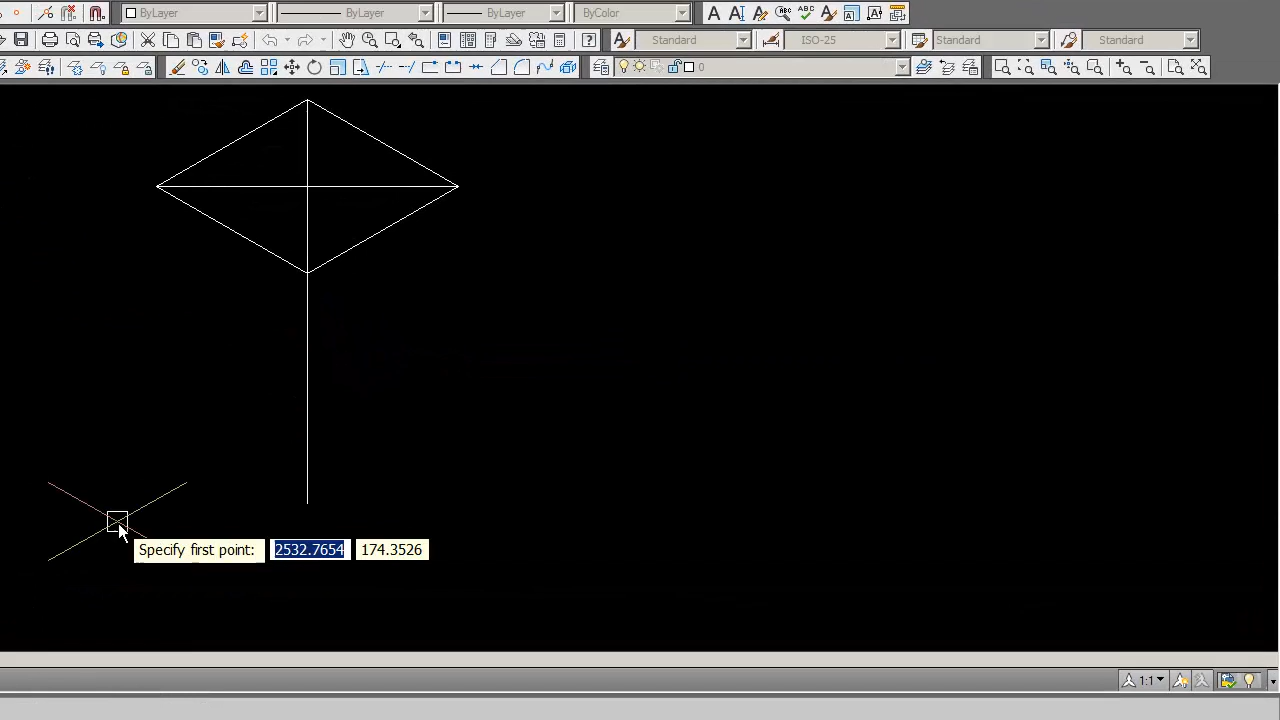 ByLayer ByLayer ByLayer ByColor
Standard ISO-25 Standard Standard
0
Specify first point: 2532.7654 174.3526
1:1